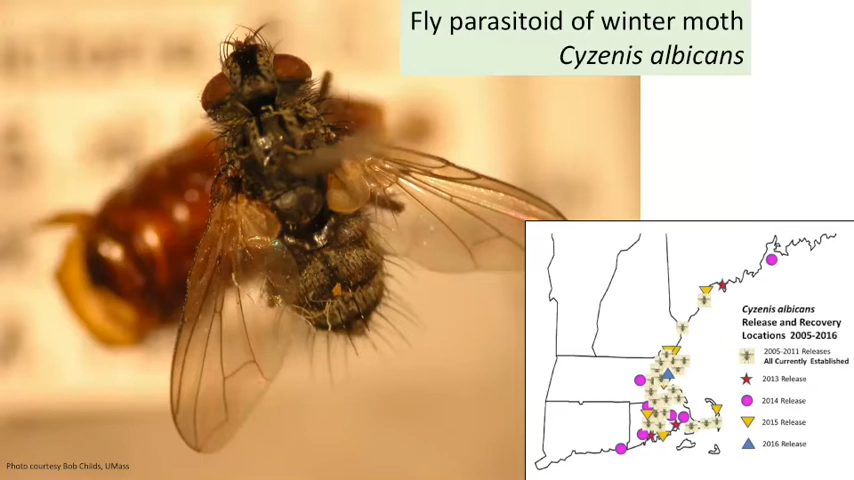 Fly parasitoid of winter moth
Cyzenis albicans
Cyzenis albicans
Release and Recovery
Locations 2005-2016
2005-2011 Releases
All Currently Established
2013 Release
2014 Release
2015 Release
2016 Release
Photo courtesy Bob Childs, UMass